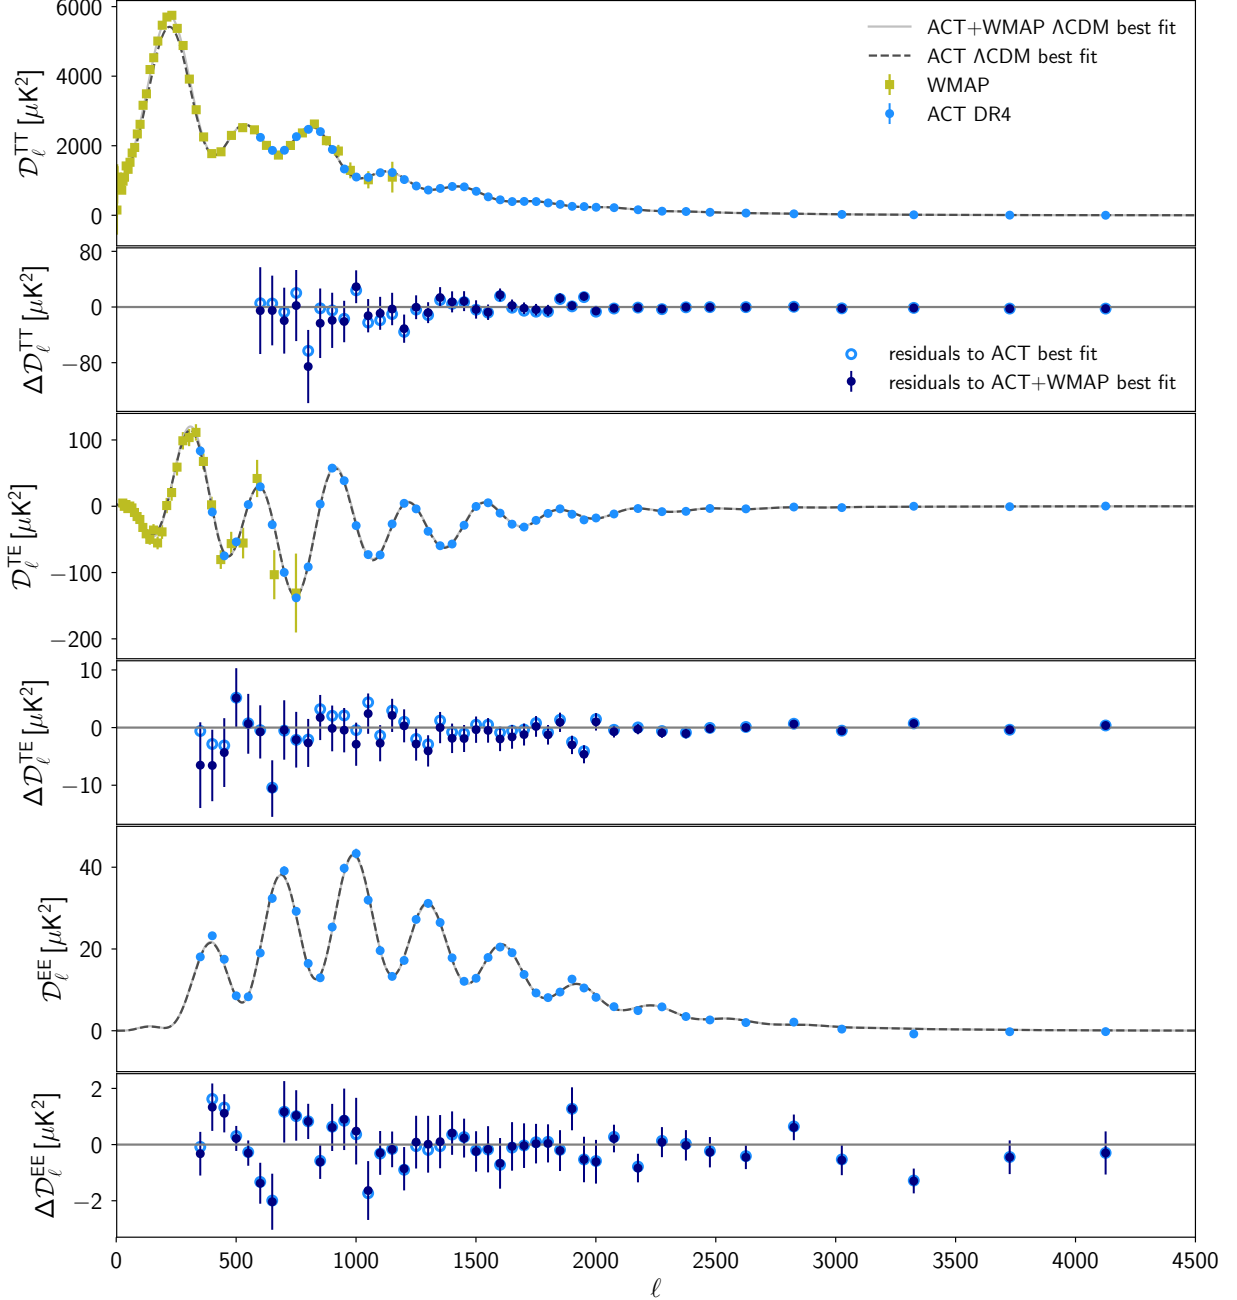 6000
4000
2000
0
𝒟_ℓ^TT [μK²]
ACT+WMAP ΛCDM best fit
ACT ΛCDM best fit
WMAP
ACT DR4
80
0
−80
Δ𝒟_ℓ^TT [μK²]
residuals to ACT best fit
residuals to ACT+WMAP best fit
100
0
−100
−200
𝒟_ℓ^TE [μK²]
10
0
−10
Δ𝒟_ℓ^TE [μK²]
40
20
0
𝒟_ℓ^EE [μK²]
2
0
−2
Δ𝒟_ℓ^EE [μK²]
0 500 1000 1500 2000 2500 3000 3500 4000 4500
ℓ